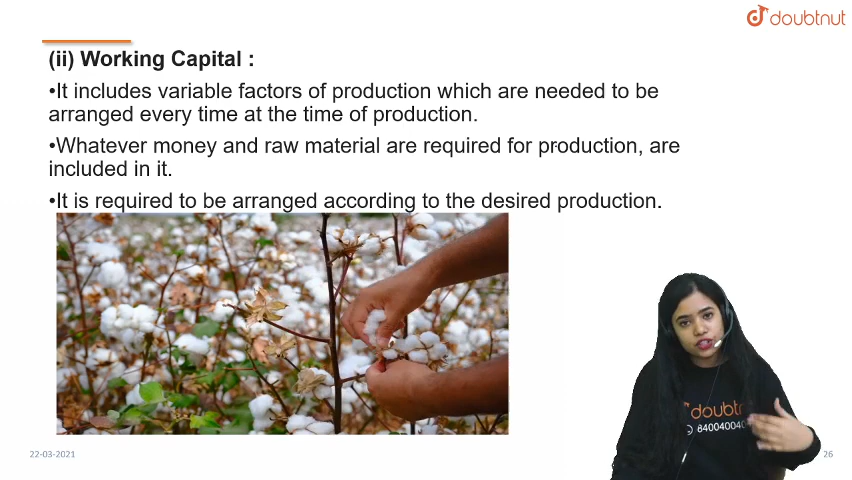 doubtnut
(ii) Working Capital :
•It includes variable factors of production which are needed to be
arranged every time at the time of production.
•Whatever money and raw material are required for production, are
included in it.
•It is required to be arranged according to the desired production.
doubt
840040040
22-03-2021
26